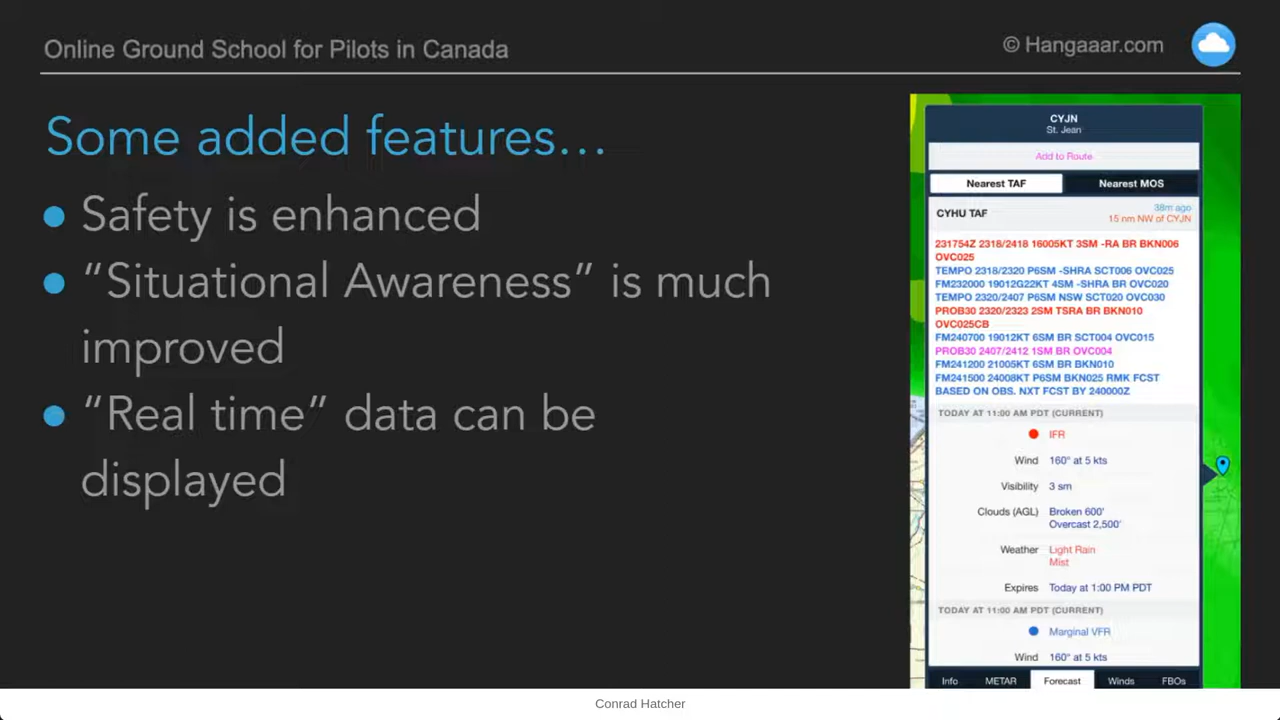 Online Ground School for Pilots in Canada
© Hangaaar.com
Some added features…
Safety is enhanced
“Situational Awareness” is much
improved
“Real time” data can be
displayed
CYJN
St. Jean
Add to Route
Nearest TAF
Nearest MOS
CYHU TAF
38m ago
15 nm NW of CYJN
231754Z 2318/2418 16005KT 3SM -RA BR BKN006
OVC025
TEMPO 2318/2320 P6SM -SHRA SCT006 OVC025
FM232000 19012G22KT 4SM -SHRA BR OVC020
TEMPO 2320/2407 P6SM NSW SCT020 OVC030
PROB30 2320/2323 2SM TSRA BR BKN010
OVC025CB
FM240700 19012KT 6SM BR SCT004 OVC015
PROB30 2407/2412 1SM BR OVC004
FM241200 21005KT 6SM BR BKN010
FM241500 24008KT P6SM BKN025 RMK FCST
BASED ON OBS. NXT FCST BY 240000Z
TODAY AT 11:00 AM PDT (CURRENT)
IFR
Wind 160° at 5 kts
Visibility 3 sm
Clouds (AGL) Broken 600'
Overcast 2,500'
Weather Light Rain
Mist
Expires Today at 1:00 PM PDT
TODAY AT 11:00 AM PDT (CURRENT)
Marginal VFR
Wind 160° at 5 kts
Info METAR Forecast Winds FBOs
Conrad Hatcher